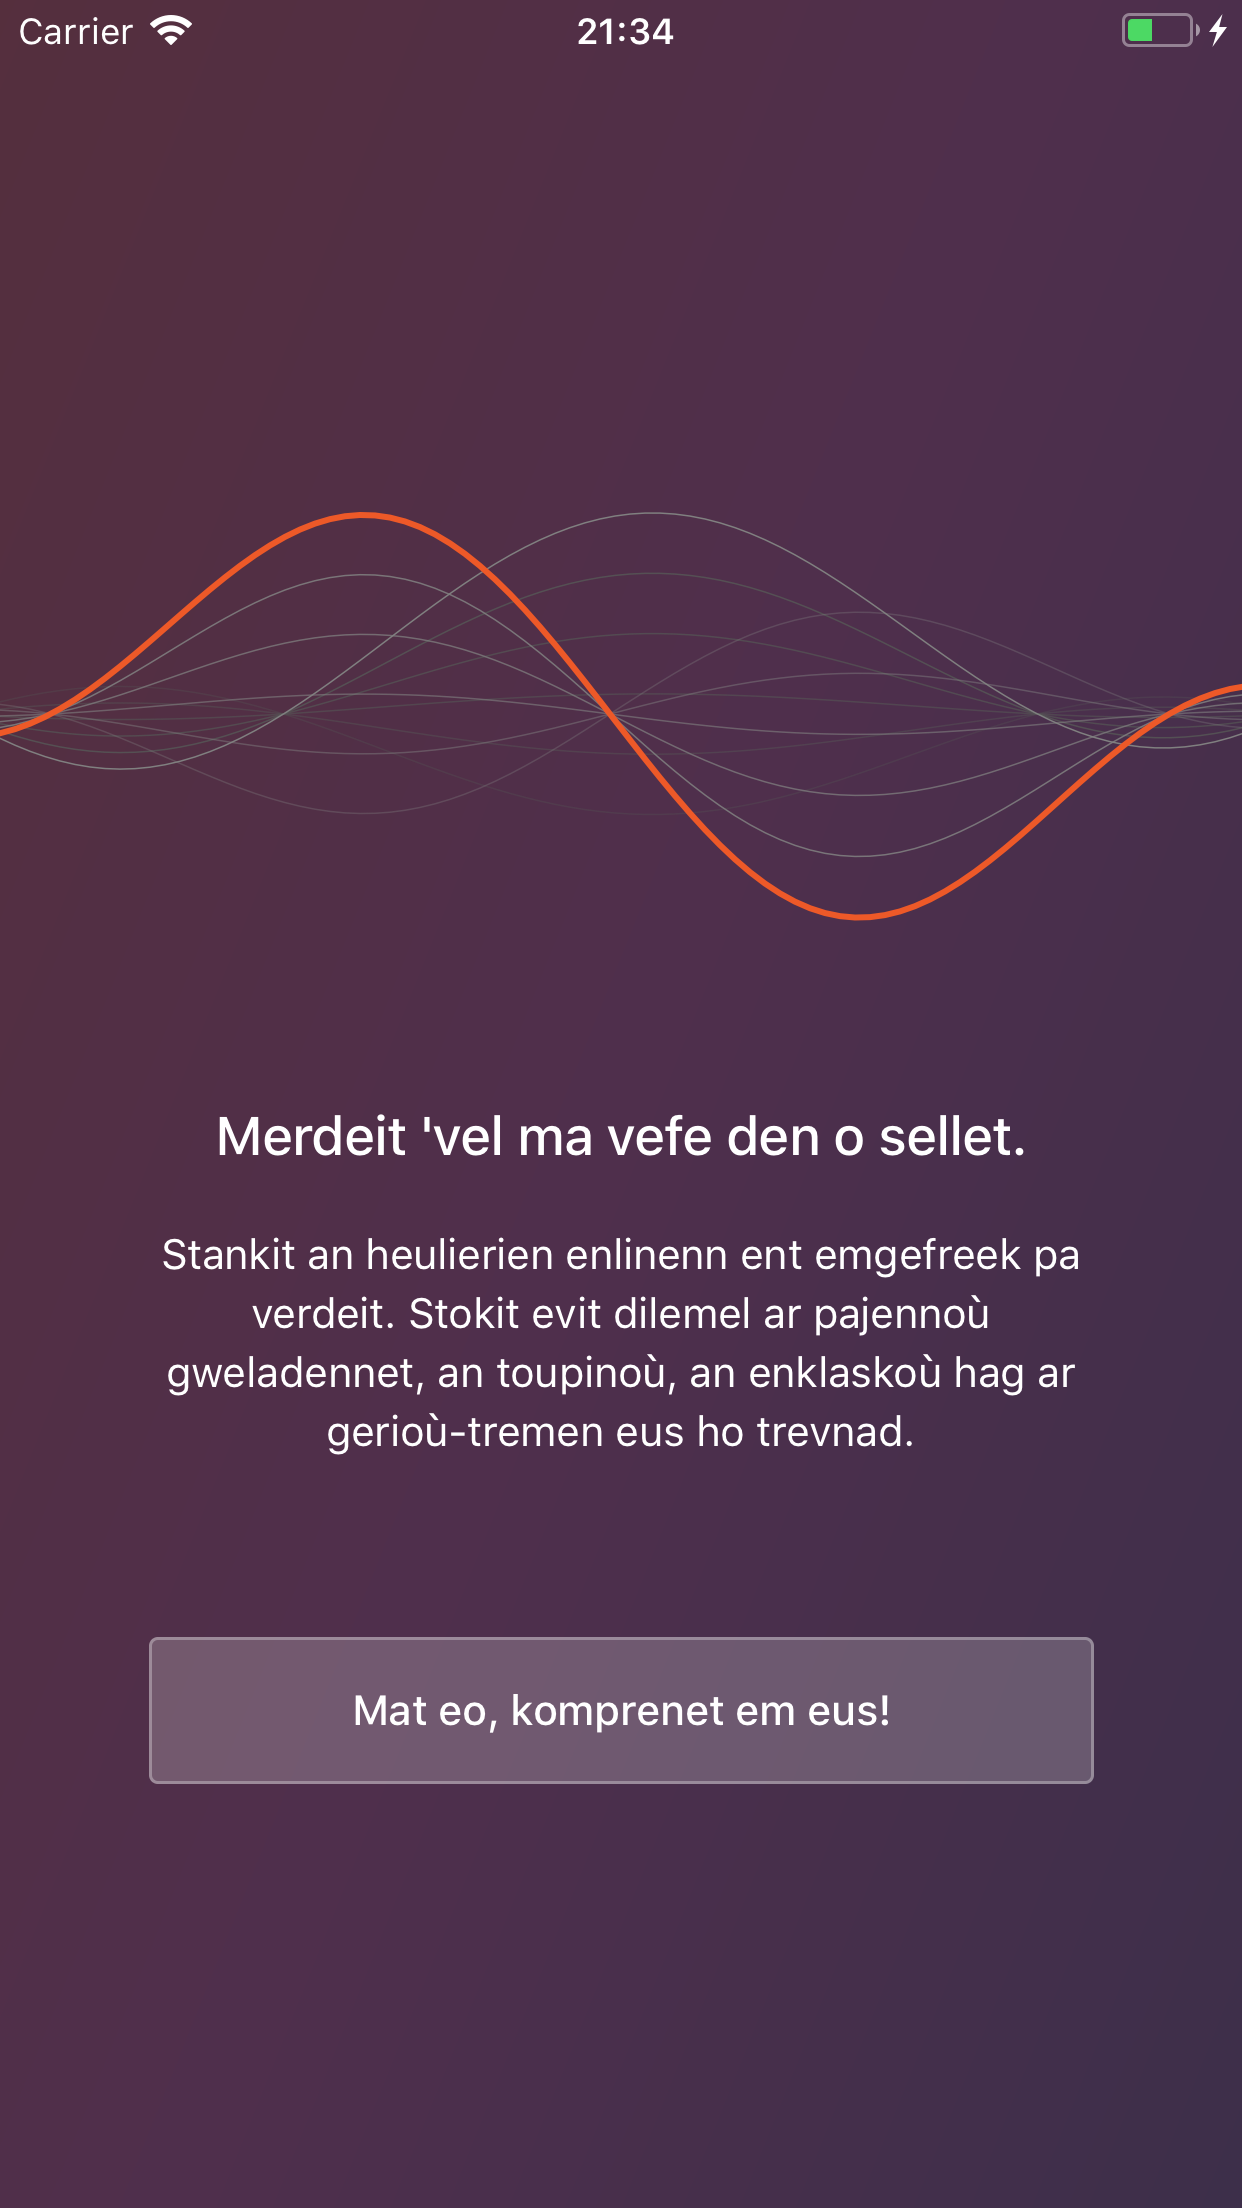 Carrier
21:34
Merdeit 'vel ma vefe den o sellet.
Stankit an heulierien enlinenn ent emgefreek pa
verdeit. Stokit evit dilemel ar pajennoù
gweladennet, an toupinoù, an enklaskoù hag ar
gerioù-tremen eus ho trevnad.
Mat eo, komprenet em eus!